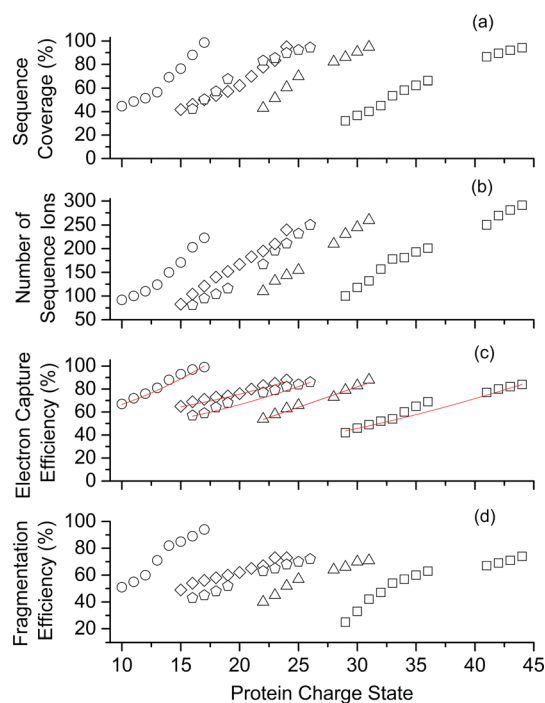 (a)
Sequence
Coverage (%)
100
80
60
40
20
0
(b)
Number of
Sequence Ions
300
250
200
150
100
50
(c)
Electron Capture
Efficiency (%)
100
80
60
40
20
0
(d)
Fragmentation
Efficiency (%)
100
80
60
40
20
10 15 20 25 30 35 40 45
Protein Charge State